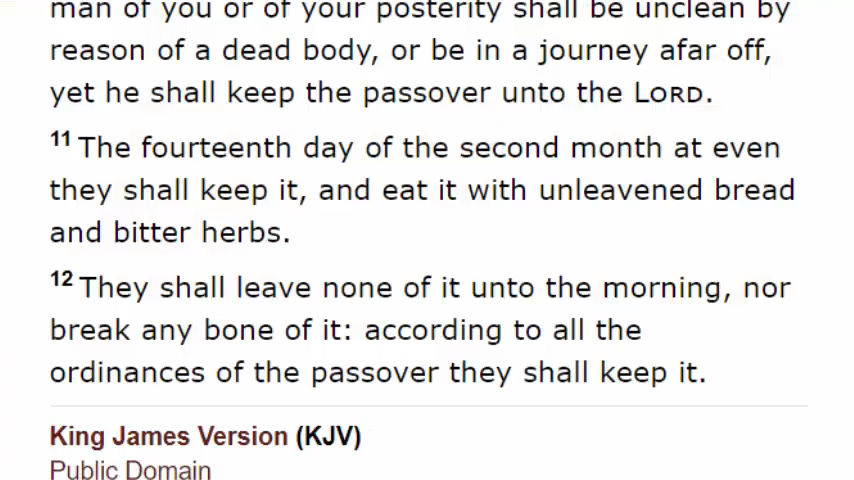 man of you or of your posterity shall be unclean by
reason of a dead body, or be in a journey afar off,
yet he shall keep the passover unto the LORD.
11 The fourteenth day of the second month at even
they shall keep it, and eat it with unleavened bread
and bitter herbs.
12 They shall leave none of it unto the morning, nor
break any bone of it: according to all the
ordinances of the passover they shall keep it.
King James Version (KJV)
Public Domain